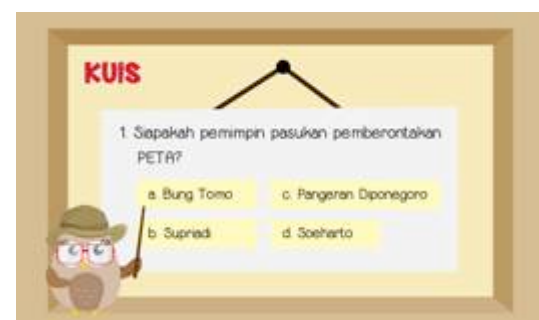 KUIS
1. Siapakah pemimpin pasukan pemberontakan
PETA?
a. Bung Tomo
c. Pangeran Diponegoro
b. Supriadi
d. Soeharto